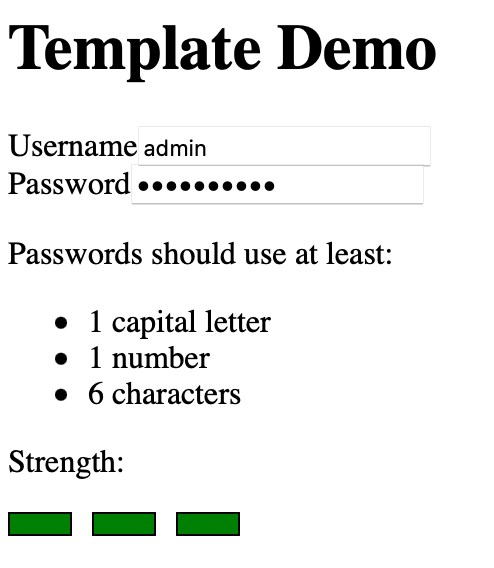 Template Demo
Username admin
Password ••••••••••
Passwords should use at least:
• 1 capital letter
• 1 number
• 6 characters
Strength: